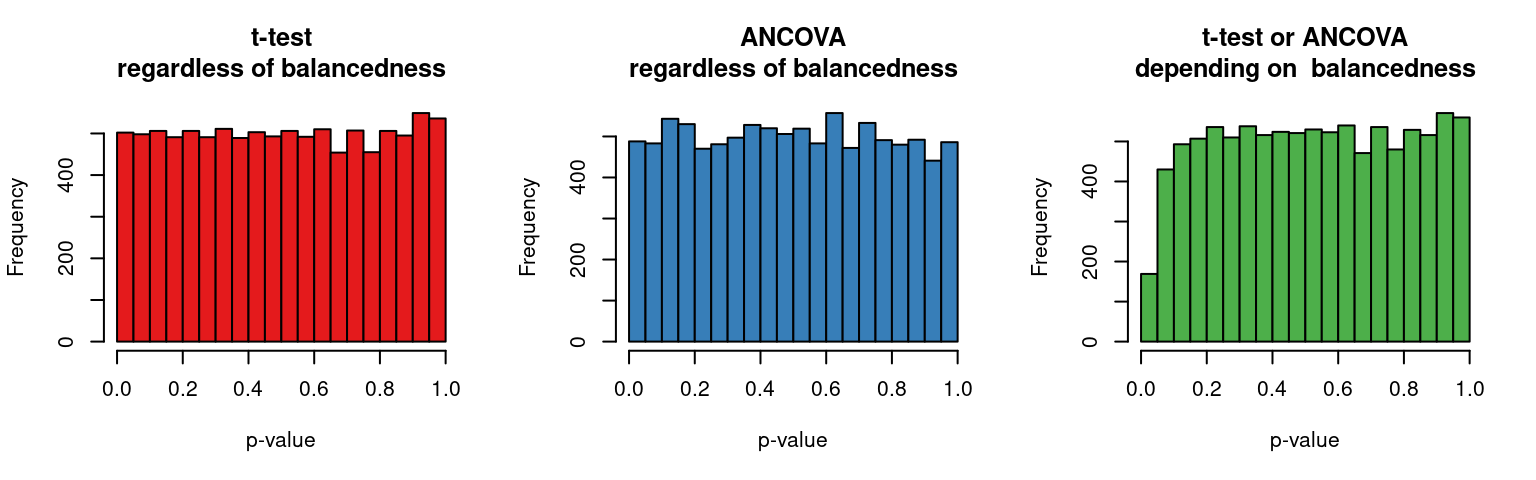 t-test
regardless of balancedness
Frequency
0
200
400
0.0 0.2 0.4 0.6 0.8 1.0
p-value
ANCOVA
regardless of balancedness
Frequency
0
200
400
0.0 0.2 0.4 0.6 0.8 1.0
p-value
t-test or ANCOVA
depending on  balancedness
Frequency
0
200
400
0.0 0.2 0.4 0.6 0.8 1.0
p-value